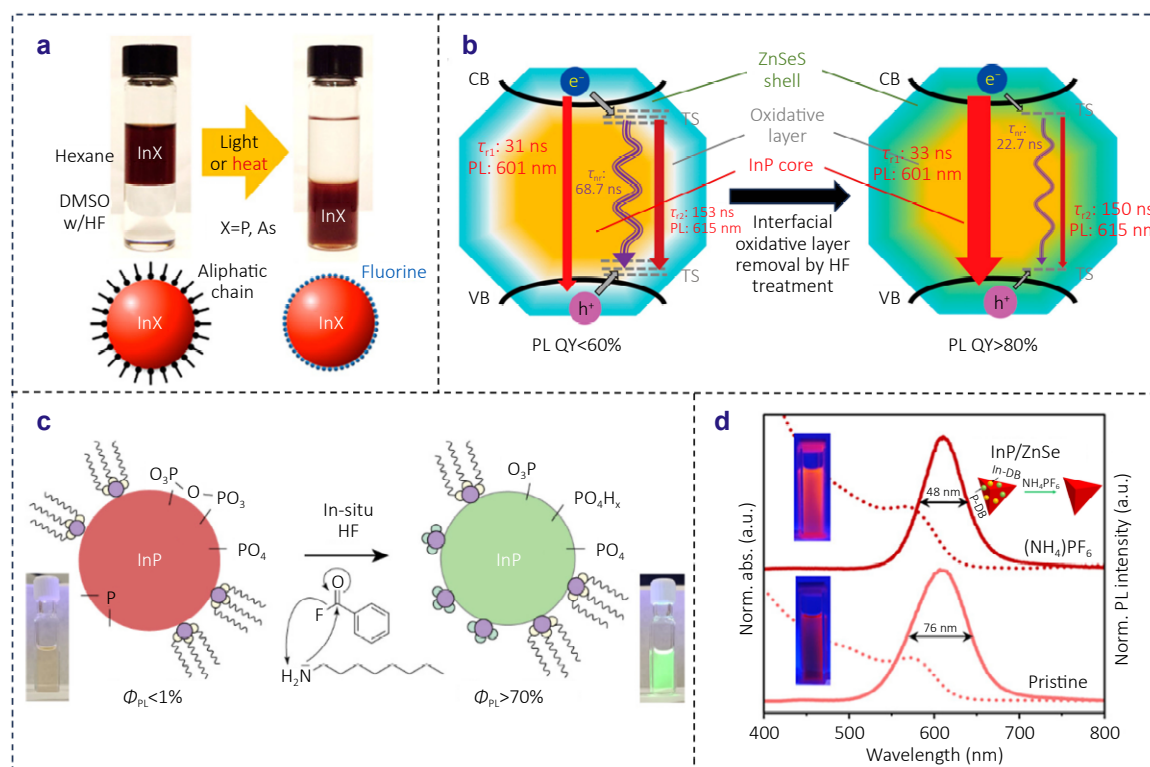 a
Hexane
InX
DMSO
w/HF
Light
or heat
X=P, As
InX
Aliphatic
chain
InX
Fluorine
InX
b
CB
e⁻
ZnSeS
shell
TS
Oxidative
layer
τr1: 31 ns
PL: 601 nm
τnr:
68.7 ns
InP core
τr2: 153 ns
PL: 615 nm
Interfacial
oxidative layer
removal by HF
treatment
TS
VB
h⁺
PL QY<60%
CB
e⁻
TS
τnr:
22.7 ns
τr1: 33 ns
PL: 601 nm
τr2: 150 ns
PL: 615 nm
TS
VB
h⁺
PL QY>80%
c
O₃P
O
PO₃
PO₄
InP
P
ΦPL<1%
In-situ
HF
O
F
H₂N
O₃P
PO₄Hₓ
PO₄
InP
ΦPL>70%
d
Norm. abs. (a.u.)
Norm. PL intensity (a.u.)
InP/ZnSe
In-DB
P-DB
NH₄PF₆
48 nm
(NH₄)PF₆
76 nm
Pristine
400 500 600 700 800
Wavelength (nm)